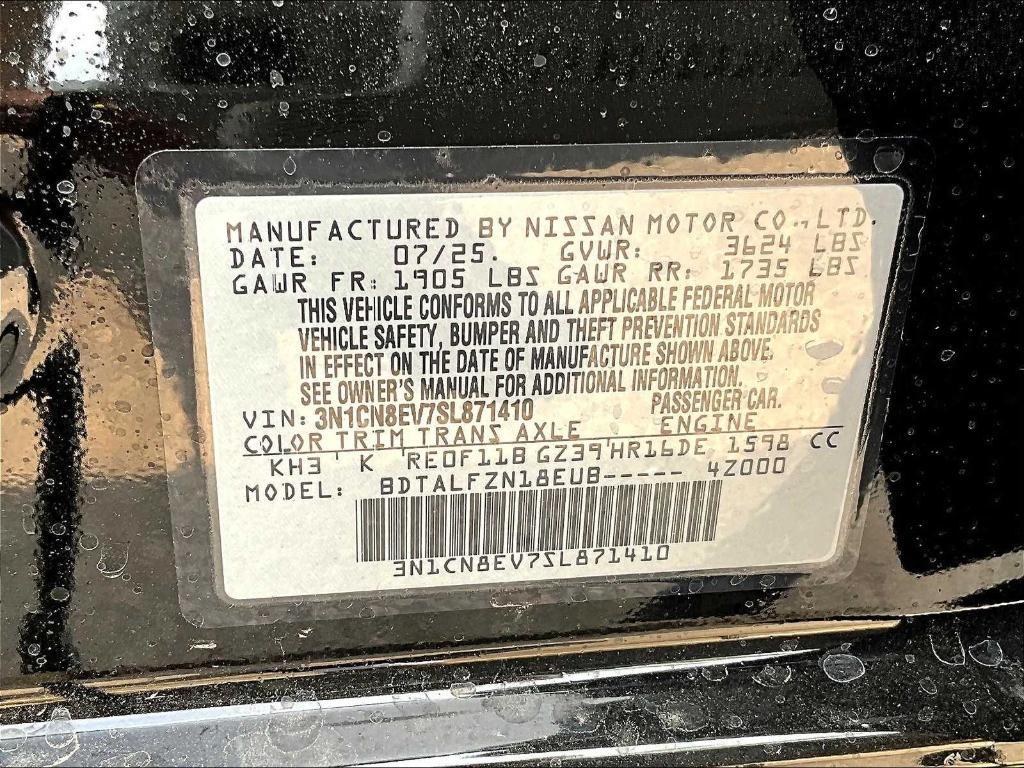 MANUFACTURED BY NISSAN MOTOR CO., LTD.
DATE: 07/25. GVWR: 3624 LBS
GAWR FR: 1905 LBS GAWR RR: 1735 LBS
THIS VEHICLE CONFORMS TO ALL APPLICABLE FEDERAL MOTOR
VEHICLE SAFETY, BUMPER AND THEFT PREVENTION STANDARDS
IN EFFECT ON THE DATE OF MANUFACTURE SHOWN ABOVE.
SEE OWNER'S MANUAL FOR ADDITIONAL INFORMATION.
VIN: 3N1CN8EV7SL871410 PASSENGER CAR.
COLOR TRIM TRANS AXLE ENGINE
KH3 K RE0F11B GZ39 HR16DE 1598 CC
MODEL: BDTALFZN18EUB----- 4Z000
3N1CN8EV7SL871410